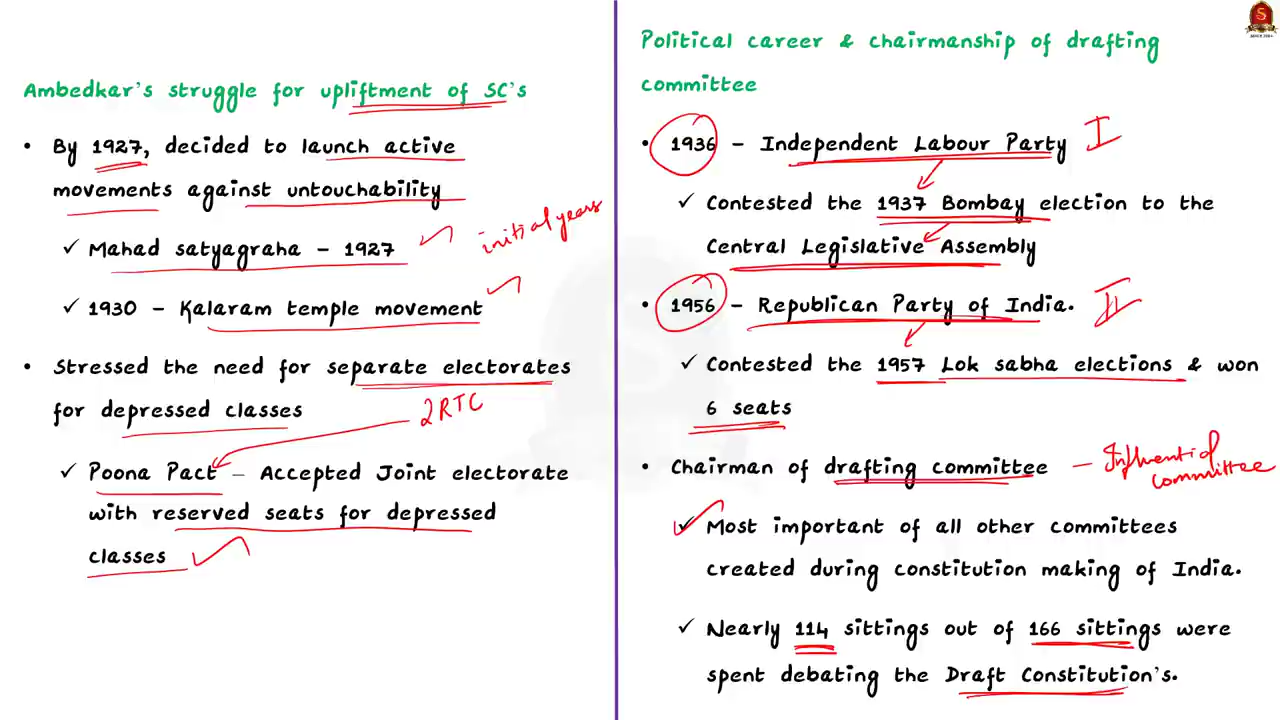 Ambedkar's struggle for upliftment of SC's
• By 1927, decided to launch active
movements against untouchability
✓ Mahad satyagraha – 1927
initial years
✓ 1930 – Kalaram temple movement
• Stressed the need for separate electorates
for depressed classes
2RTC
✓ Poona Pact – Accepted Joint electorate
with reserved seats for depressed
classes
Political career & chairmanship of drafting
committee
• 1936 – Independent Labour Party
I
✓ Contested the 1937 Bombay election to the
Central Legislative Assembly
• 1956 – Republican Party of India.
II
✓ Contested the 1957 Lok sabha elections & won
6 seats
• Chairman of drafting committee
– Influential
committee
✓ Most important of all other committees
created during constitution making of India.
✓ Nearly 114 sittings out of 166 sittings were
spent debating the Draft Constitution's.